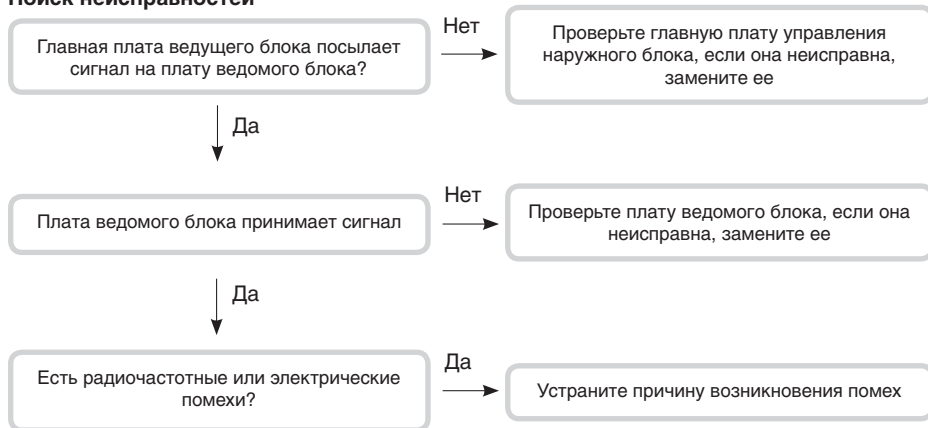 Поиск неисправностей
Главная плата ведущего блока посылает
сигнал на плату ведомого блока?
Нет
Проверьте главную плату управления
наружного блока, если она неисправна,
замените ее
Да
Плата ведомого блока принимает сигнал
Нет
Проверьте плату ведомого блока, если она
неисправна, замените ее
Да
Есть радиочастотные или электрические
помехи?
Да
Устраните причину возникновения помех